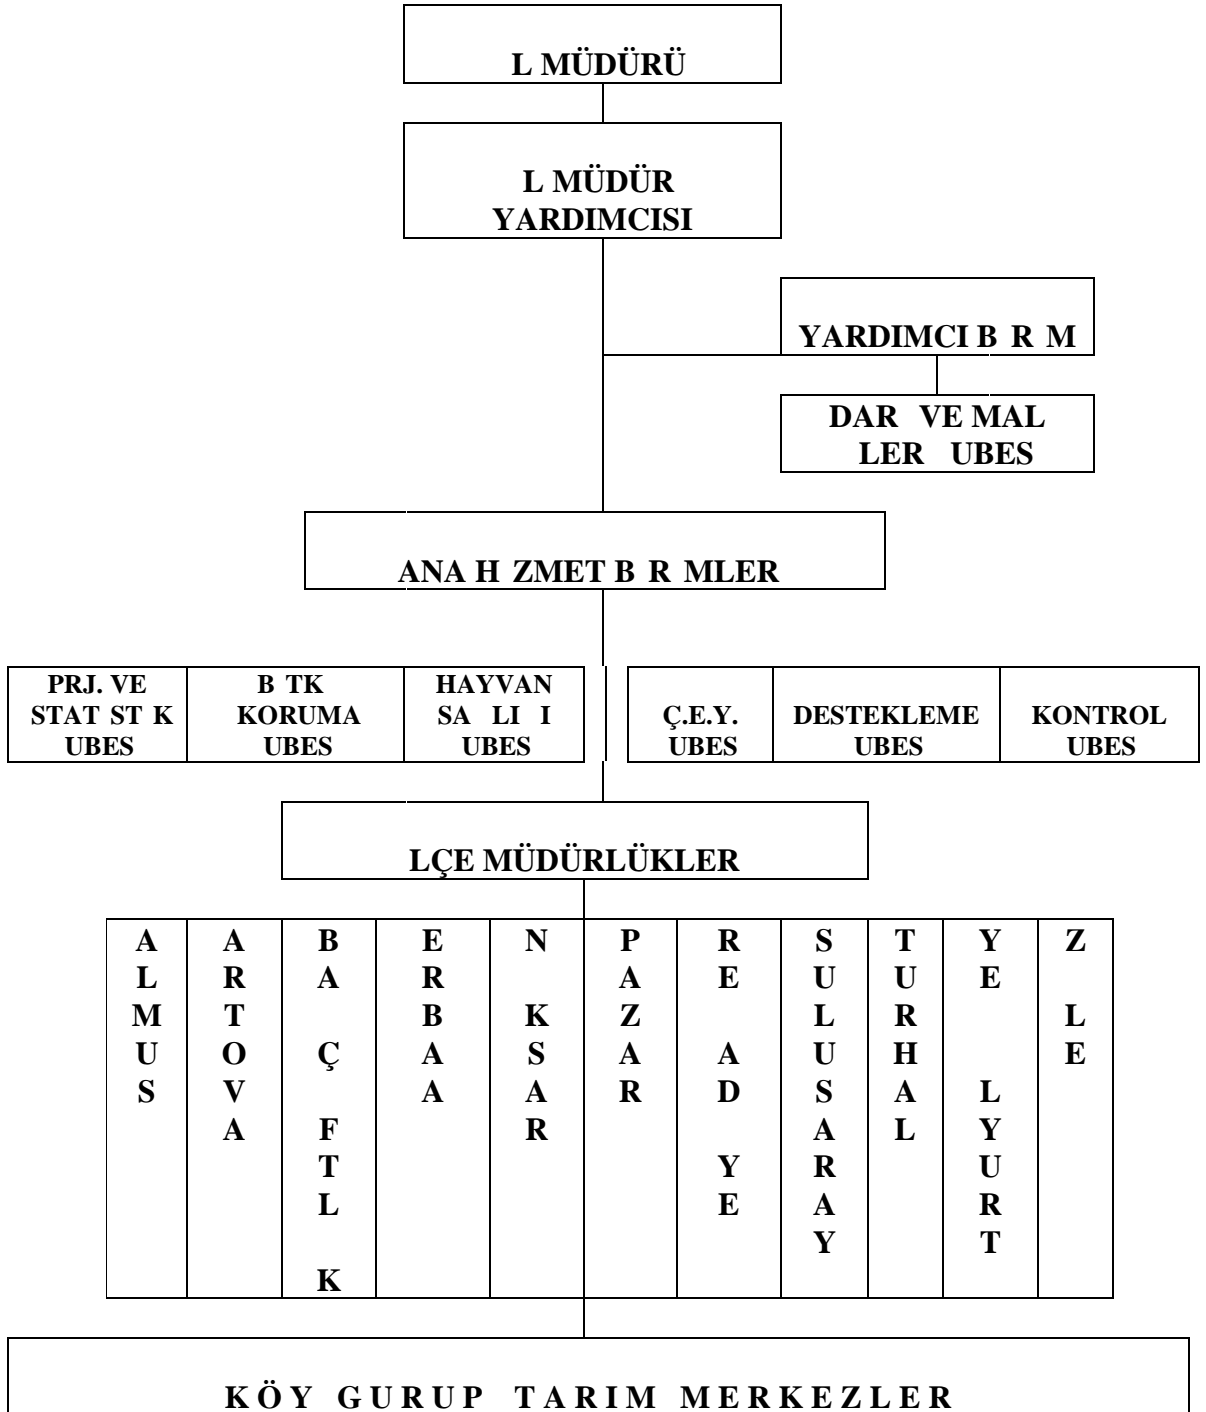 L MÜDÜRÜ
L MÜDÜR
YARDIMCISI
YARDIMCI B R M
DAR VE MAL
LER UBES
ANA H ZMET B R MLER
PRJ. VE
STAT ST K
UBES
B TK
KORUMA
UBES
HAYVAN
SA LI I
UBES
Ç.E.Y.
UBES
DESTEKLEME
UBES
KONTROL
UBES
LÇE MÜDÜRLÜKLER
ALMUS
ARTOVA
BA Ç FTL K
ERBAA
N KSAR
PAZAR
RE AD YE
SULUSARAY
TURHAL
YE LYURT
Z LE
KÖY GURUP TARIM MERKEZLER